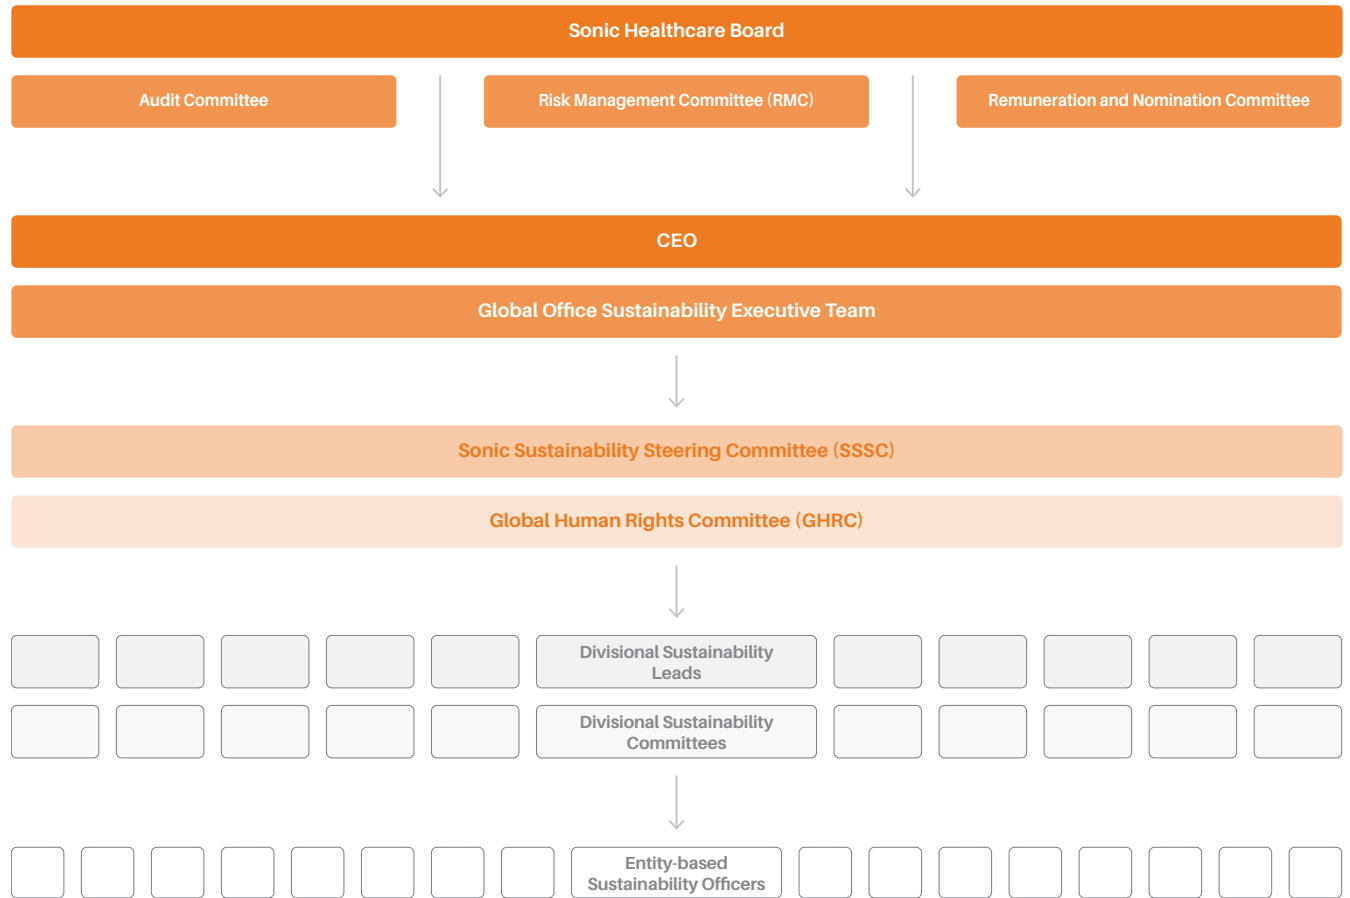 Sonic Healthcare Board
Audit Committee
Risk Management Committee (RMC)
Remuneration and Nomination Committee
CEO
Global Office Sustainability Executive Team
Sonic Sustainability Steering Committee (SSSC)
Global Human Rights Committee (GHRC)
Divisional Sustainability
Leads
Divisional Sustainability
Committees
Entity-based
Sustainability Officers